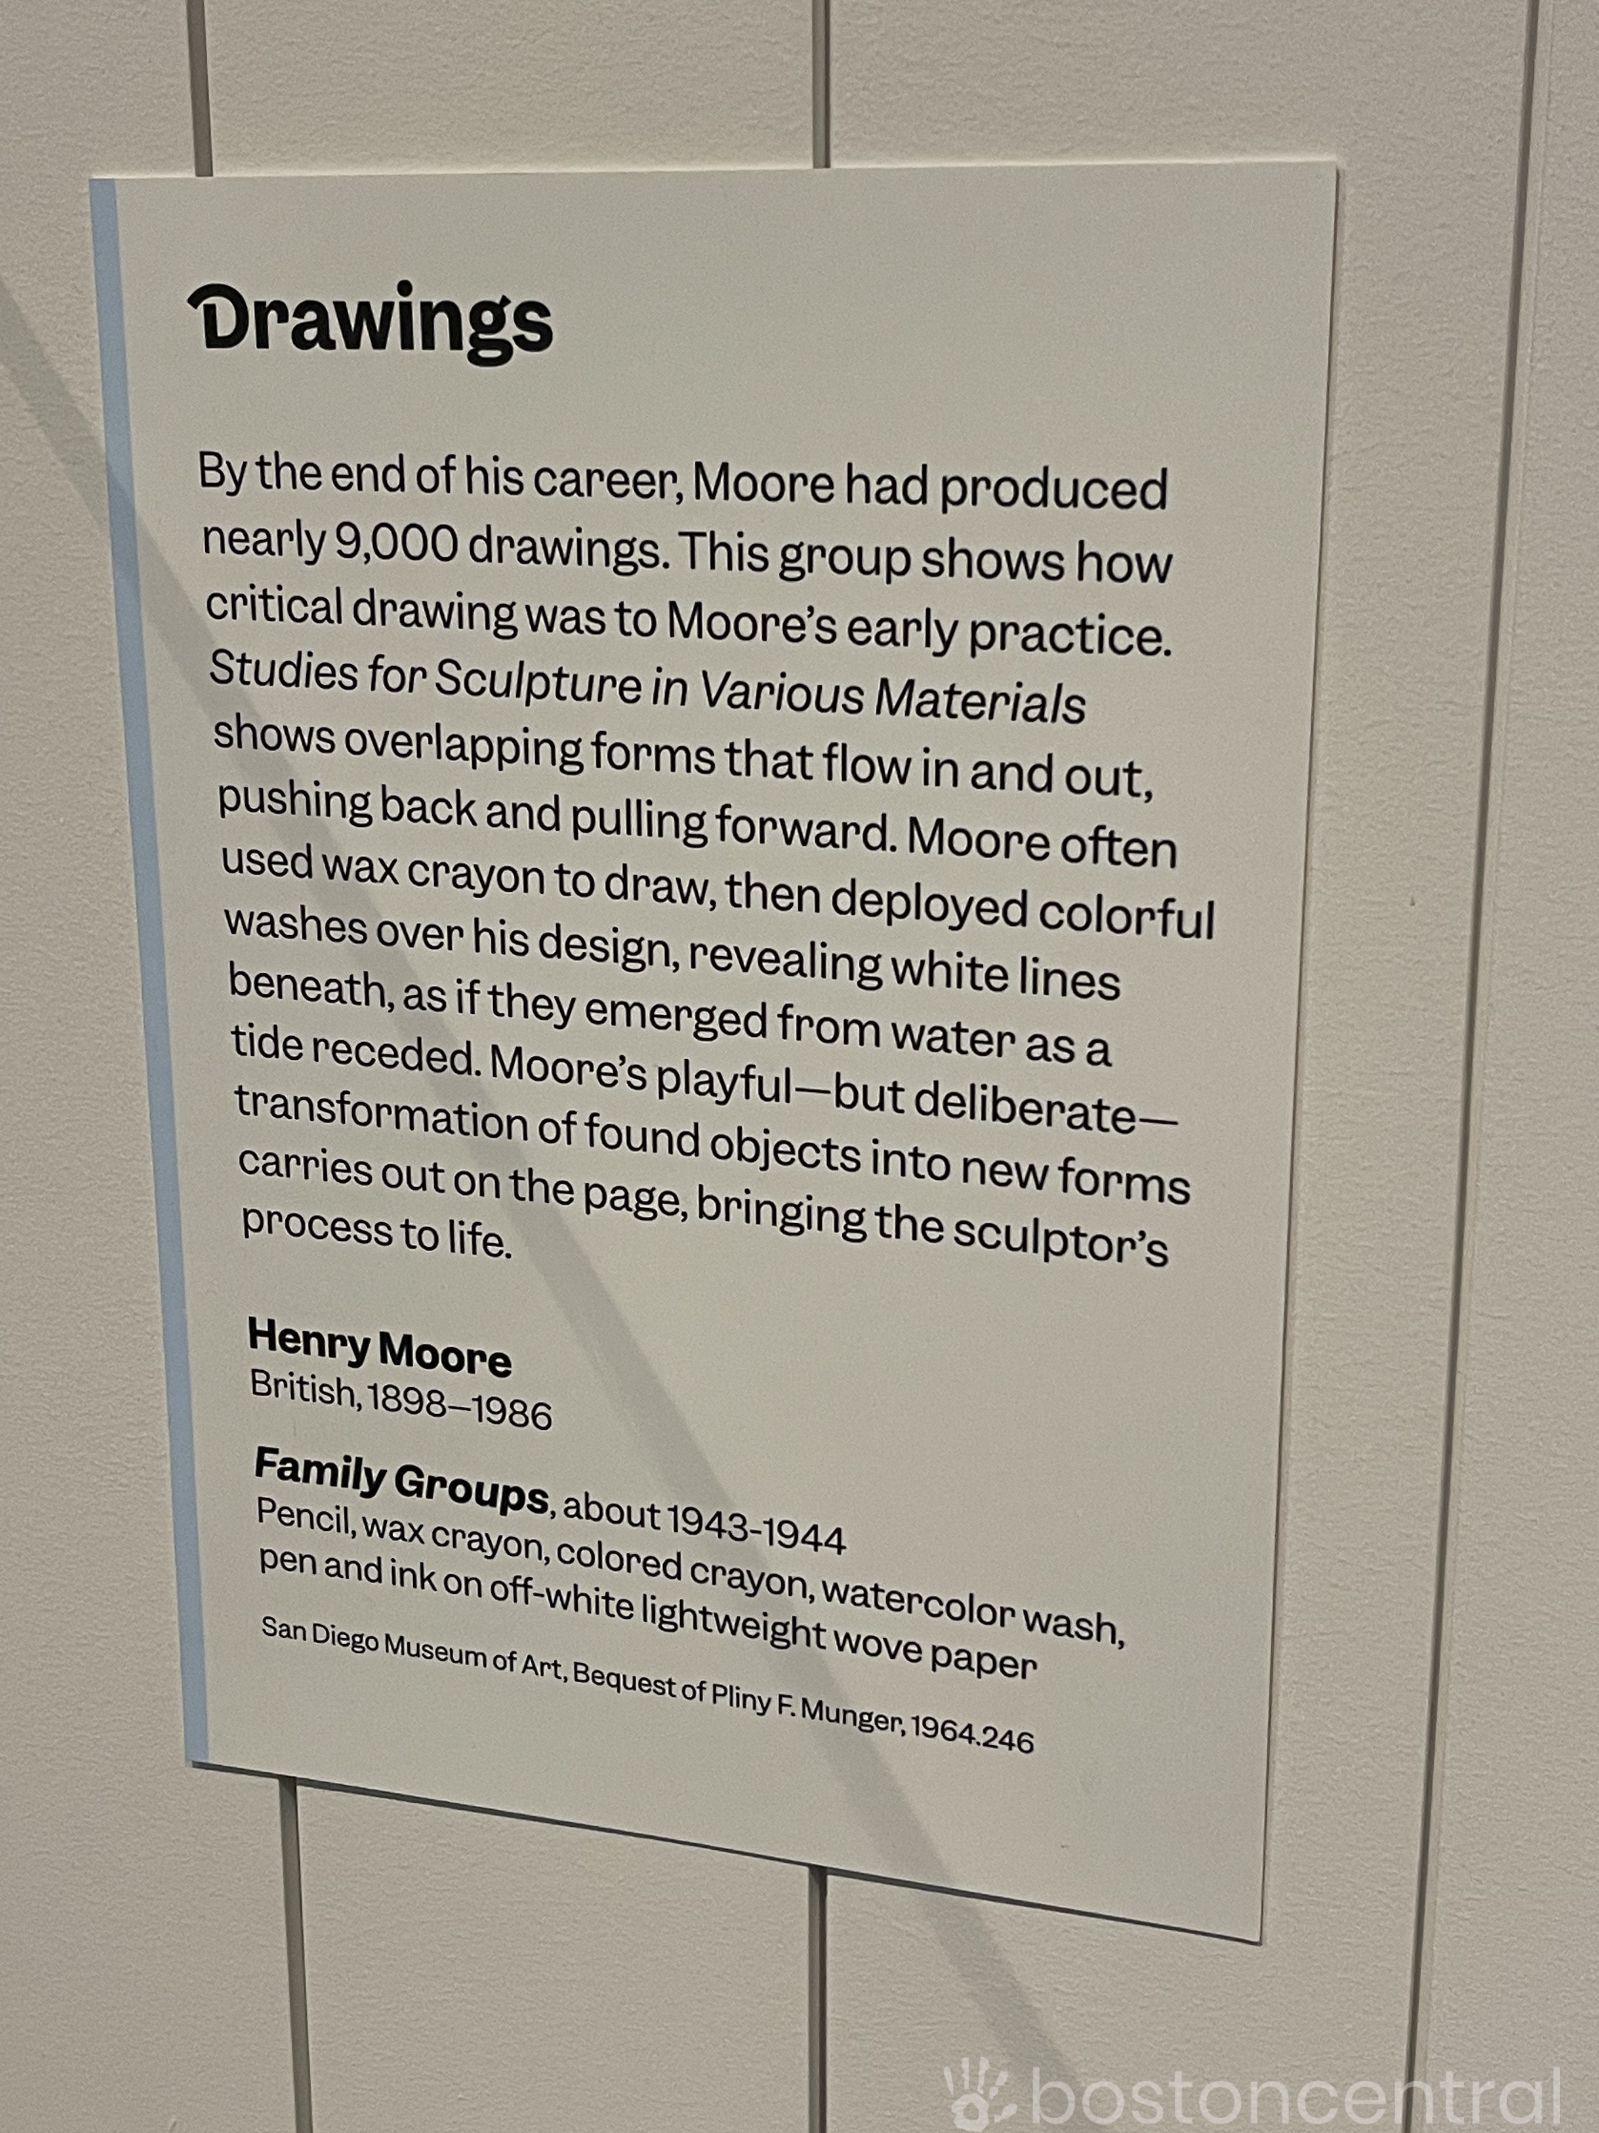 Drawings
By the end of his career, Moore had produced
nearly 9,000 drawings. This group shows how
critical drawing was to Moore's early practice.
Studies for Sculpture in Various Materials
shows overlapping forms that flow in and out,
pushing back and pulling forward. Moore often
used wax crayon to draw, then deployed colorful
washes over his design, revealing white lines
beneath, as if they emerged from water as a
tide receded. Moore's playful—but deliberate—
transformation of found objects into new forms
carries out on the page, bringing the sculptor's
process to life.
Henry Moore
British, 1898–1986
Family Groups, about 1943-1944
Pencil, wax crayon, colored crayon, watercolor wash,
pen and ink on off-white lightweight wove paper
San Diego Museum of Art, Bequest of Pliny F. Munger, 1964.246
bostoncentral